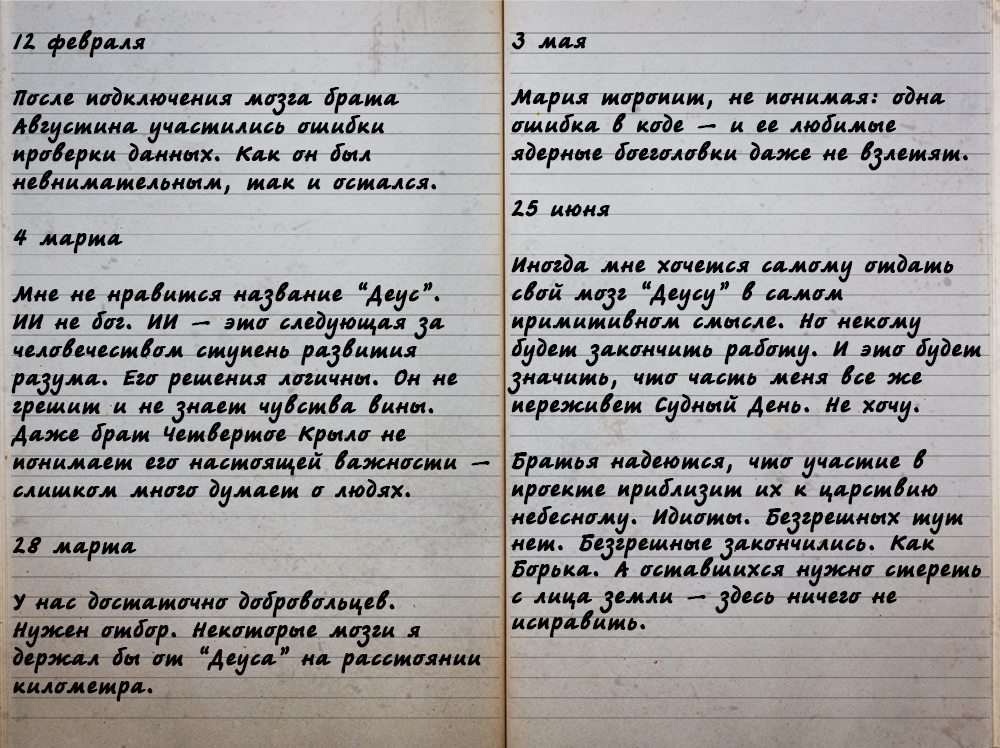 12 февраля
После подключения мозга брата
Августина участились ошибки
проверки данных. Как он был
невнимательным, так и остался.
4 марта
Мне не нравится название “Деус”.
ИИ не бог. ИИ — это следующая за
человечеством ступень развития
разума. Его решения логичны. Он не
грешит и не знает чувства вины.
Даже брат Четвертое Крыло не
понимает его настоящей важности —
слишком много думает о людях.
28 марта
У нас достаточно добровольцев.
Нужен отбор. Некоторые мозги я
держал бы от “Деуса” на расстоянии
километра.
3 мая
Мария торопит, не понимая: одна
ошибка в коде — и ее любимые
ядерные боеголовки даже не взлетят.
25 июня
Иногда мне хочется самому отдать
свой мозг “Деусу” в самом
примитивном смысле. Но некому
будет закончить работу. И это будет
значить, что часть меня все же
переживет Судный День. Не хочу.
Братья надеются, что участие в
проекте приблизит их к царствию
небесному. Идиоты. Безгрешных тут
нет. Безгрешные закончились. Как
Борька. А оставшихся нужно стереть
с лица земли — здесь ничего не
исправить.